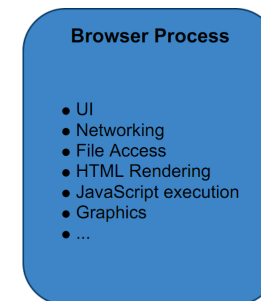 Browser Process
● UI
● Networking
● File Access
● HTML Rendering
● JavaScript execution
● Graphics
● ...